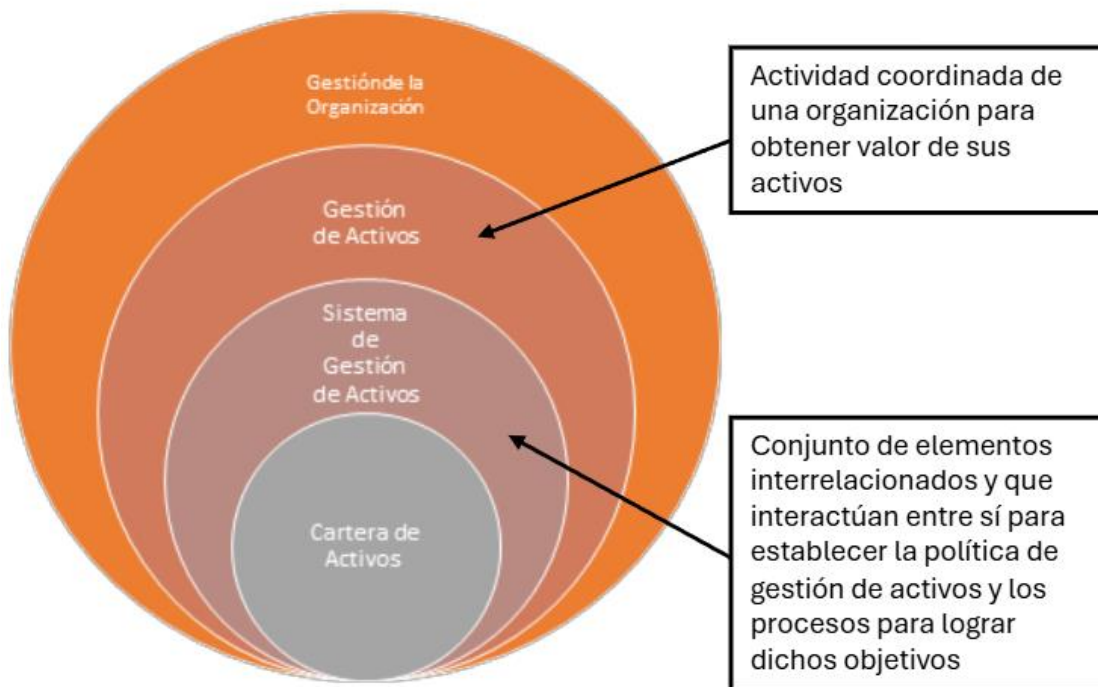 Gestiónde la
Organización
Gestión
de Activos
Sistema
de
Gestión
de Activos
Cartera de
Activos
Actividad coordinada de
una organización para
obtener valor de sus
activos
Conjunto de elementos
interrelacionados y que
interactúan entre sí para
establecer la política de
gestión de activos y los
procesos para lograr
dichos objetivos